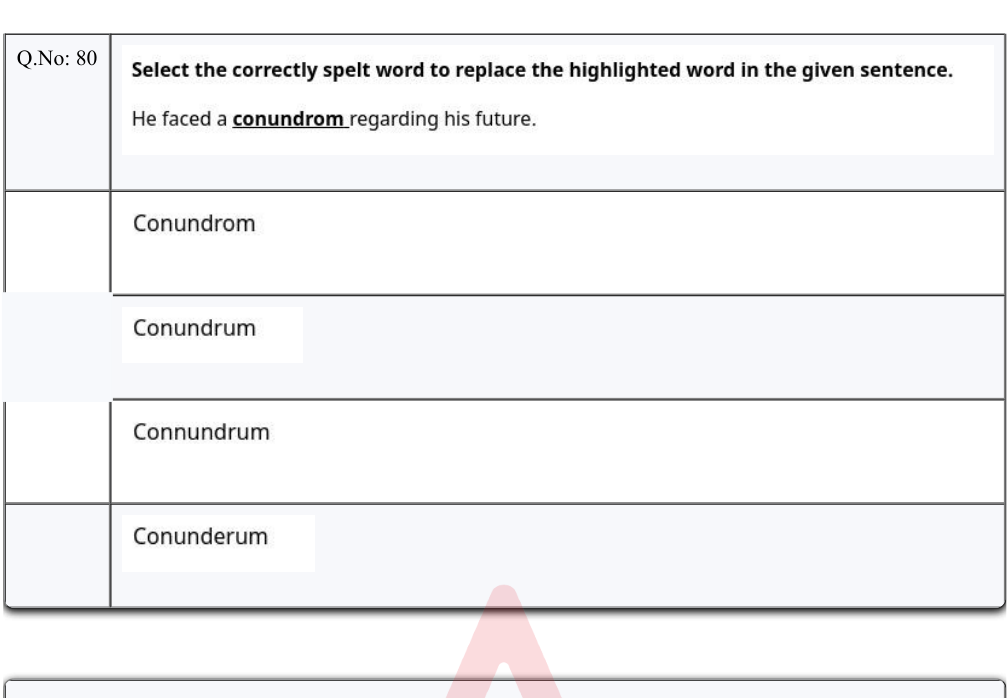 Q.No: 80
Select the correctly spelt word to replace the highlighted word in the given sentence.
He faced a conundrom regarding his future.
Conundrom
Conundrum
Connundrum
Conunderum